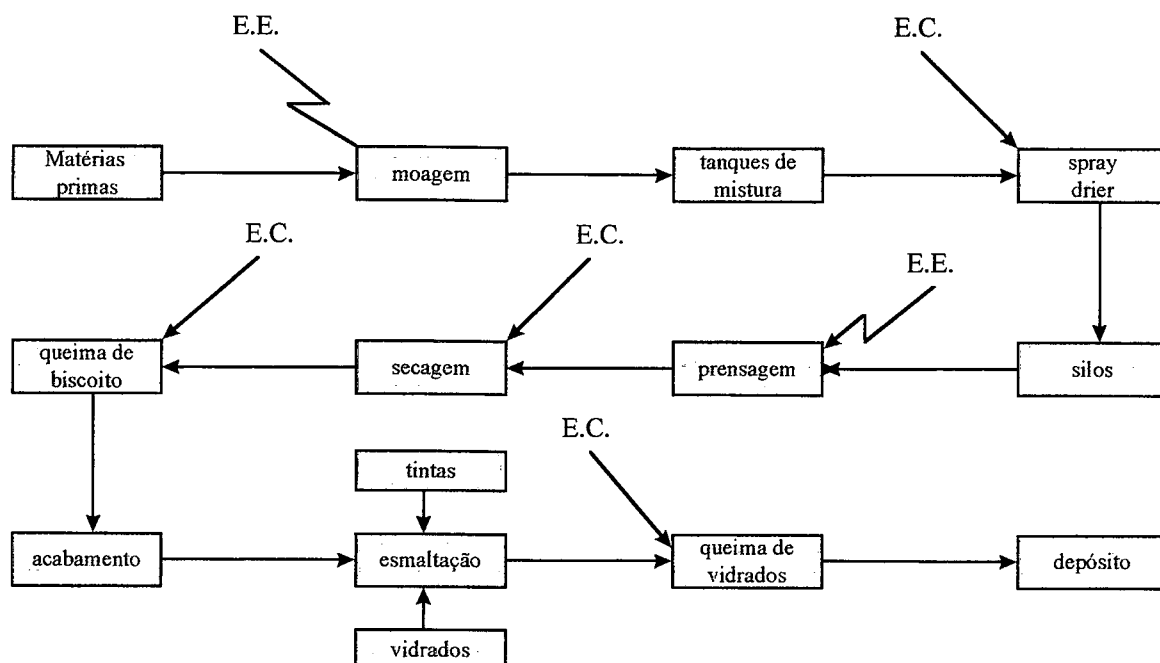 E.E.
E.C.
Matérias
primas
moagem
tanques de
mistura
spray
drier
E.C.
E.C.
E.E.
queima de
biscoito
secagem
prensagem
silos
E.C.
tintas
acabamento
esmaltação
queima de
vidrados
depósito
vidrados